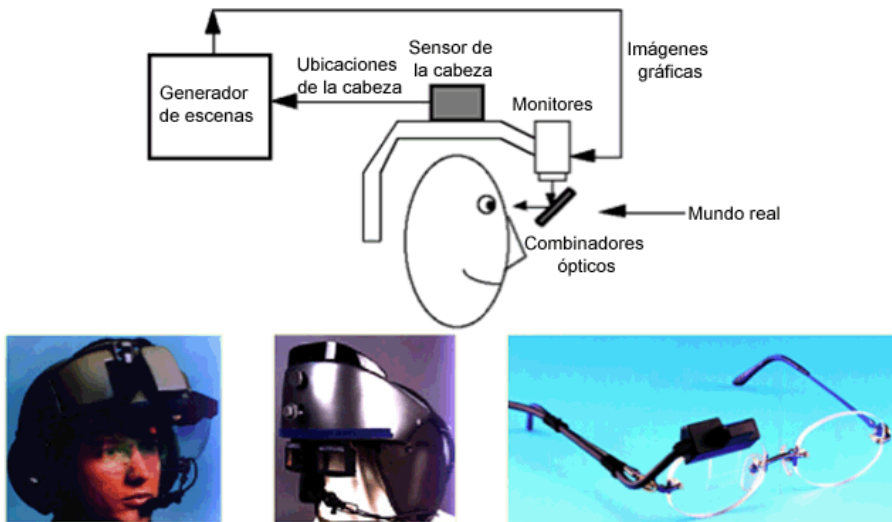 Generador
de escenas
Ubicaciones
de la cabeza
Sensor de
la cabeza
Monitores
Imágenes
gráficas
Mundo real
Combinadores
ópticos